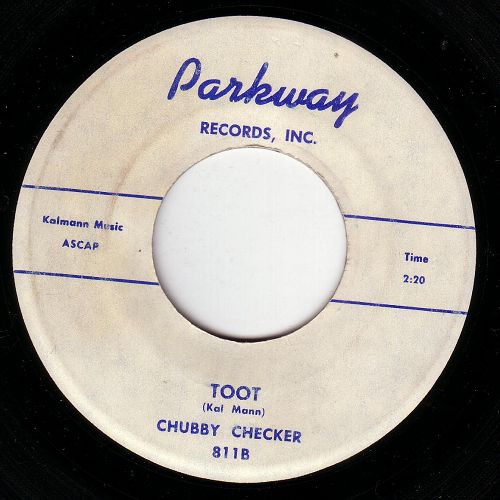 Parkway
RECORDS, INC.
Kalmann Music
ASCAP
Time
2:20
TOOT
(Kal Mann)
CHUBBY CHECKER
811B